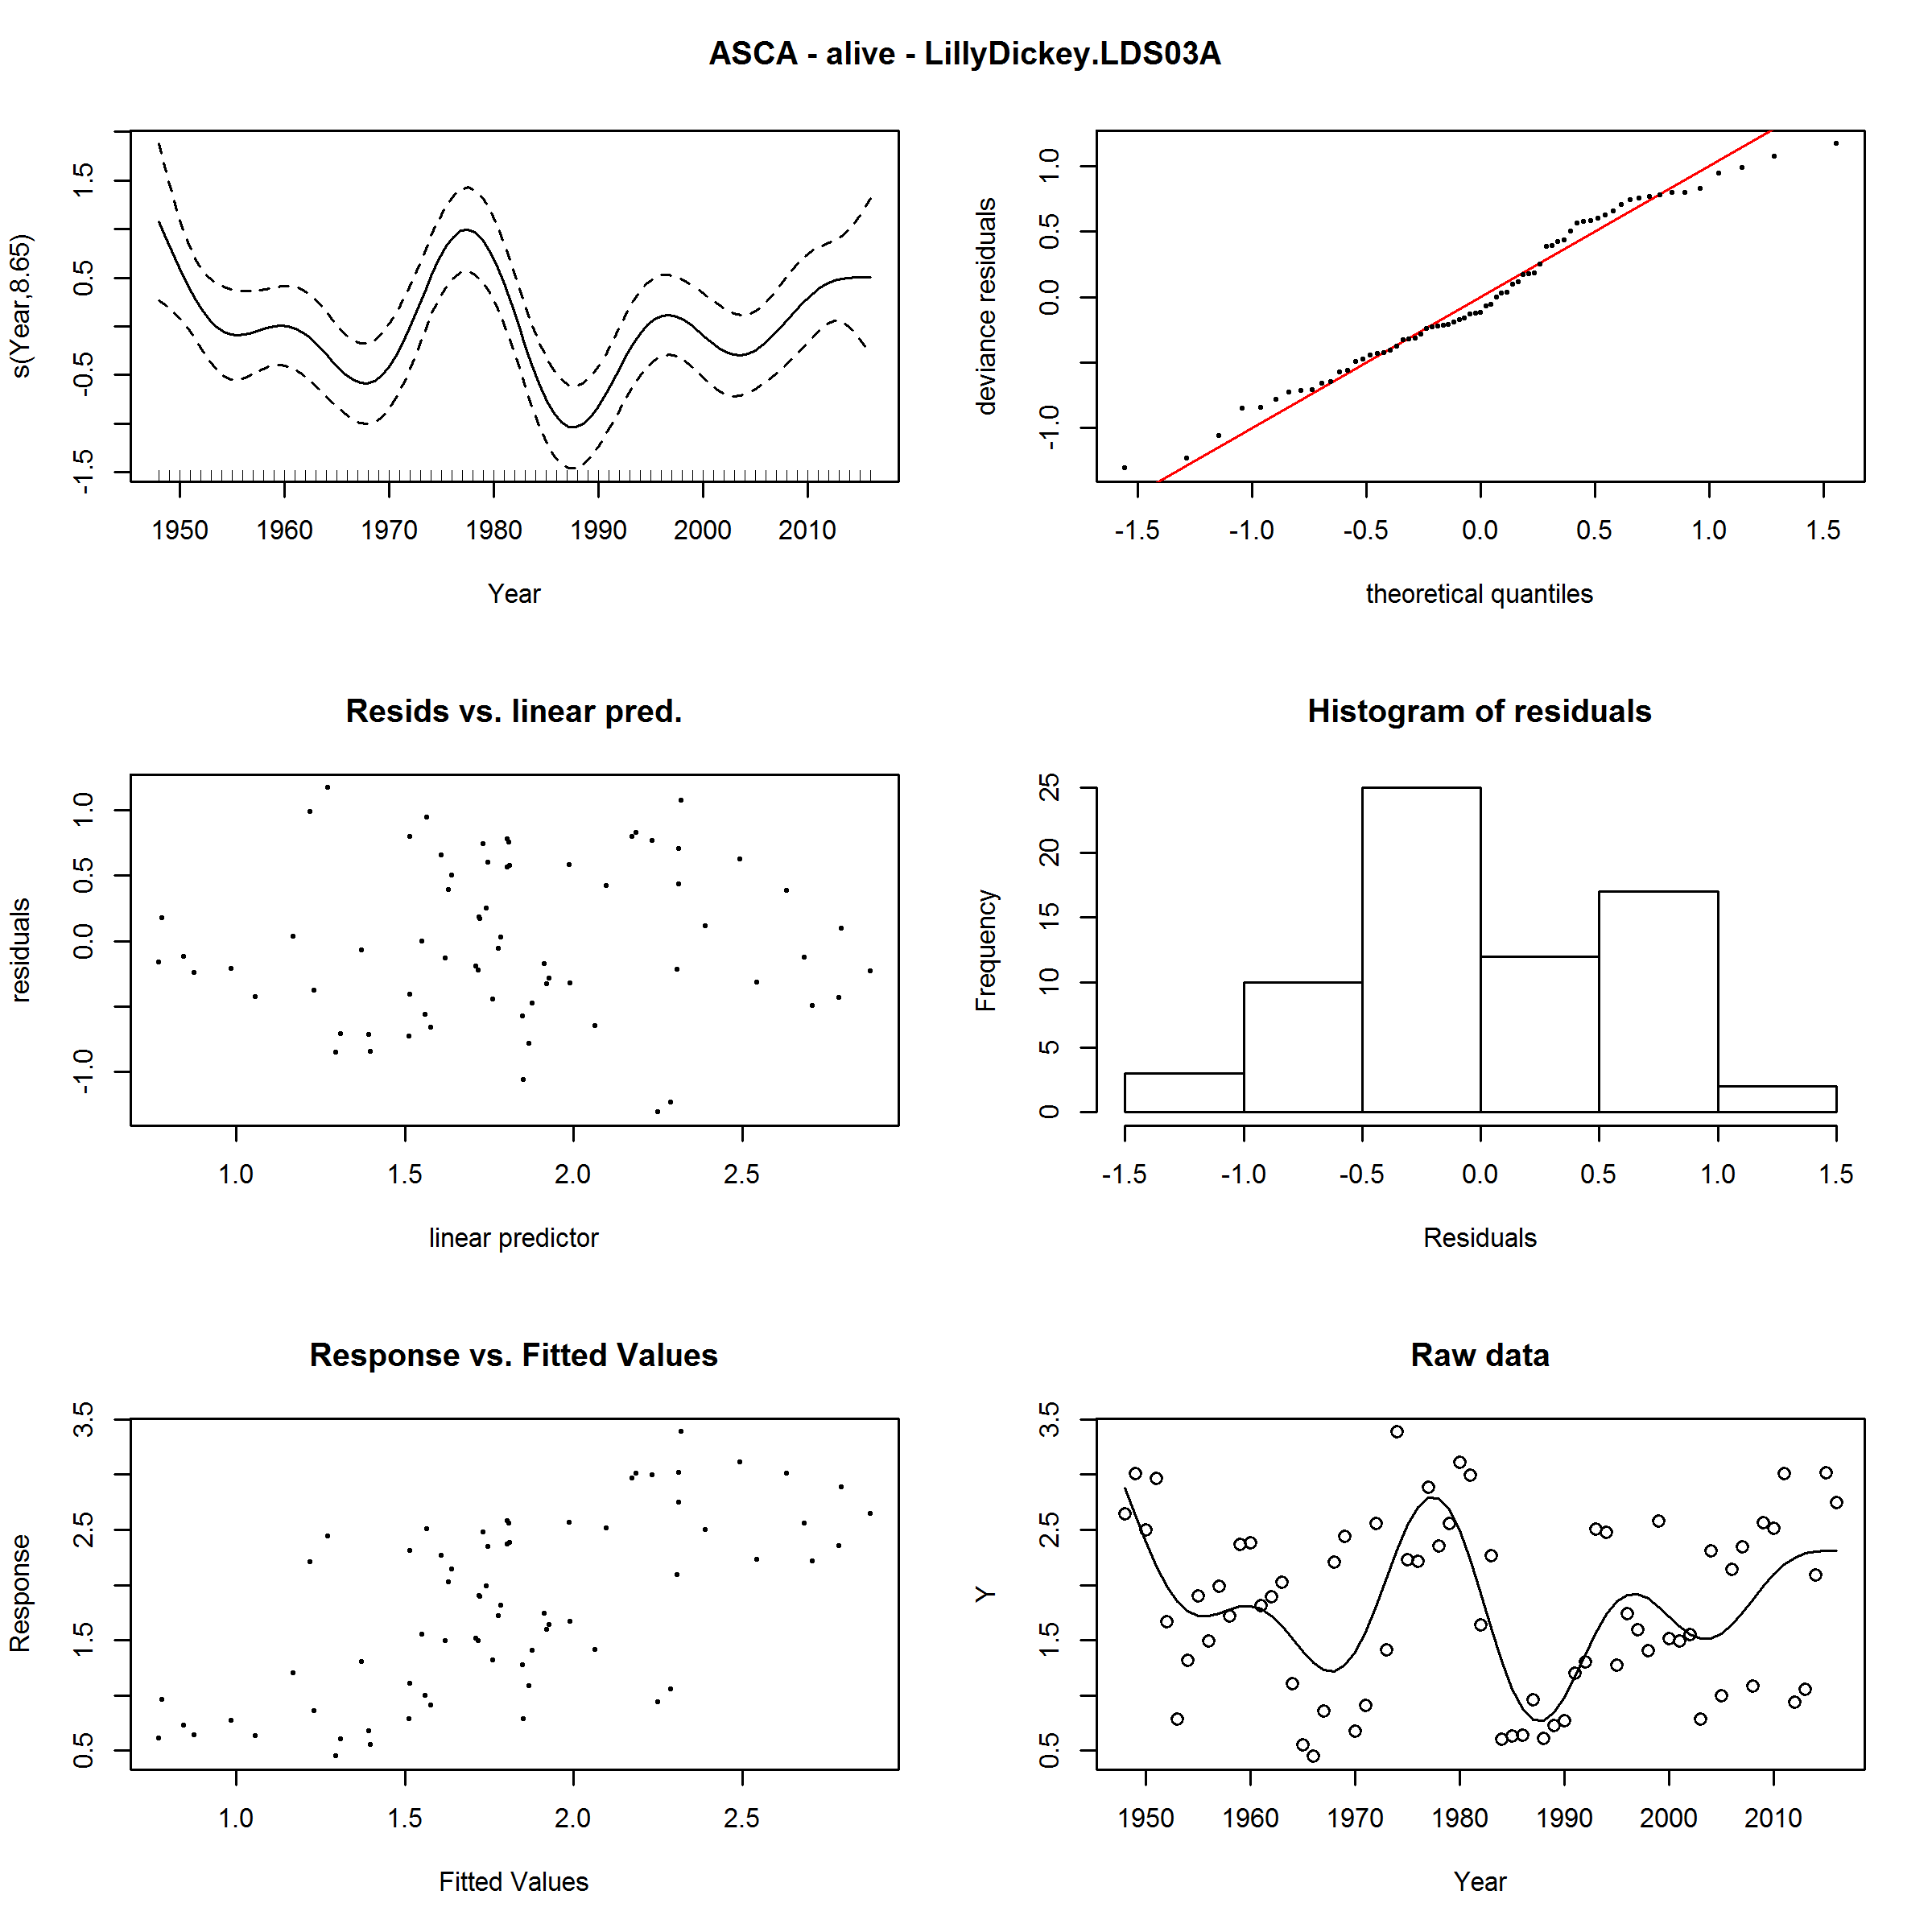 ASCA - alive - LillyDickey.LDS03A
s(Year,8.65)
-1.5 -0.5 0.5 1.5
1950 1960 1970 1980 1990 2000 2010
Year
deviance residuals
-1.0 0.0 0.5 1.0
-1.5 -1.0 -0.5 0.0 0.5 1.0 1.5
theoretical quantiles
Resids vs. linear pred.
residuals
-1.0 0.0 0.5 1.0
1.0 1.5 2.0 2.5
linear predictor
Histogram of residuals
Frequency
0 5 10 15 20 25
-1.5 -1.0 -0.5 0.0 0.5 1.0 1.5
Residuals
Response vs. Fitted Values
Response
0.5 1.5 2.5 3.5
1.0 1.5 2.0 2.5
Fitted Values
Raw data
Y
0.5 1.5 2.5 3.5
1950 1960 1970 1980 1990 2000 2010
Year